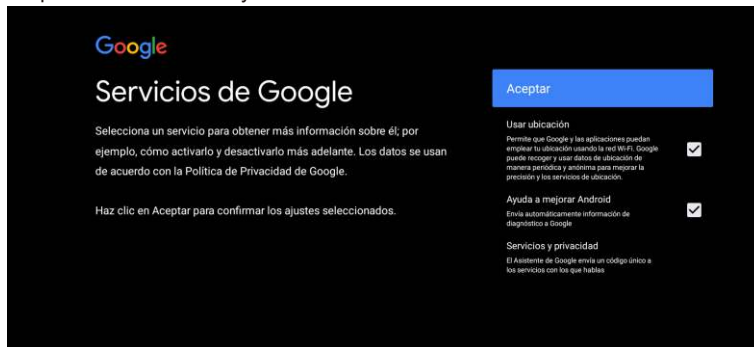 Google
Servicios de Google
Selecciona un servicio para obtener más información sobre él; por
ejemplo, cómo activarlo y desactivarlo más adelante. Los datos se usan
de acuerdo con la Política de Privacidad de Google.
Haz clic en Aceptar para confirmar los ajustes seleccionados.
Aceptar
Usar ubicación
Permite que Google y las aplicaciones puedan
emplear tu ubicación usando la red Wi-Fi. Google
puede recoger y usar datos de ubicación de
manera periódica y anónima para mejorar la
precisión y los servicios de ubicación.
Ayuda a mejorar Android
Envía automáticamente información de
diagnóstico a Google
Servicios y privacidad
El Asistente de Google envía un código único a
los servicios con los que hablas